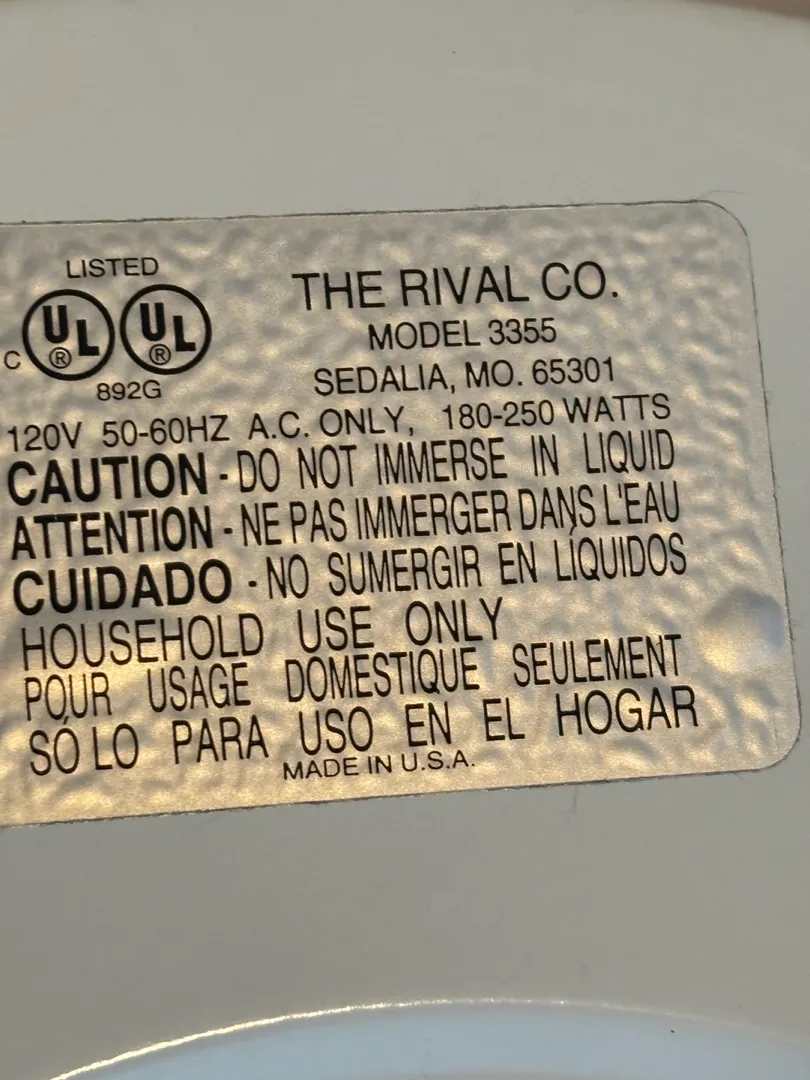 LISTED
C UL® UL®
892G
THE RIVAL CO.
MODEL 3355
SEDALIA, MO. 65301
120V 50-60HZ A.C. ONLY, 180-250 WATTS
CAUTION - DO NOT IMMERSE IN LIQUID
ATTENTION - NE PAS IMMERGER DANS L'EAU
CUIDADO - NO SUMERGIR EN LÍQUIDOS
HOUSEHOLD USE ONLY
POUR USAGE DOMESTIQUE SEULEMENT
SÓLO PARA USO EN EL HOGAR
MADE IN U.S.A.